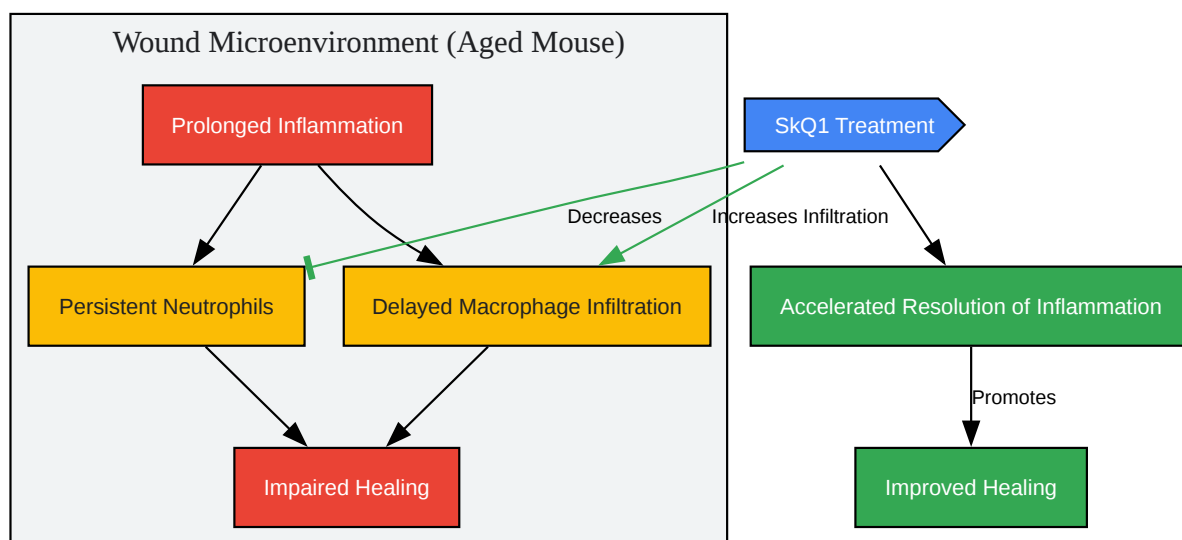 Wound Microenvironment (Aged Mouse)
Prolonged Inflammation
SkQ1 Treatment
Decreases
Increases Infiltration
Persistent Neutrophils
Delayed Macrophage Infiltration
Accelerated Resolution of Inflammation
Promotes
Impaired Healing
Improved Healing